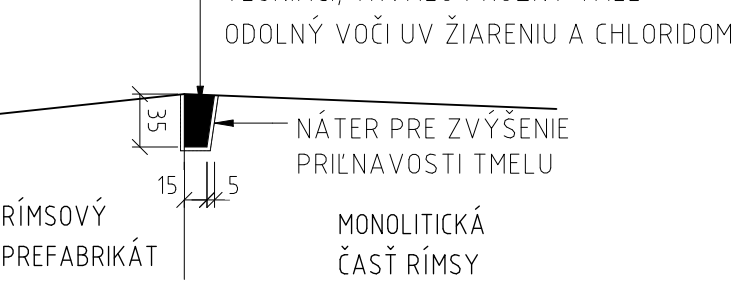 ODOLNÝ VOČI UV ŽIARENIU A CHLORIDOM
35
NÁTER PRE ZVÝŠENIE
PRIĽNAVOSTI TMELU
15 5
RÍMSOVÝ
PREFABRIKÁT
MONOLITICKÁ
ČASŤ RÍMSY